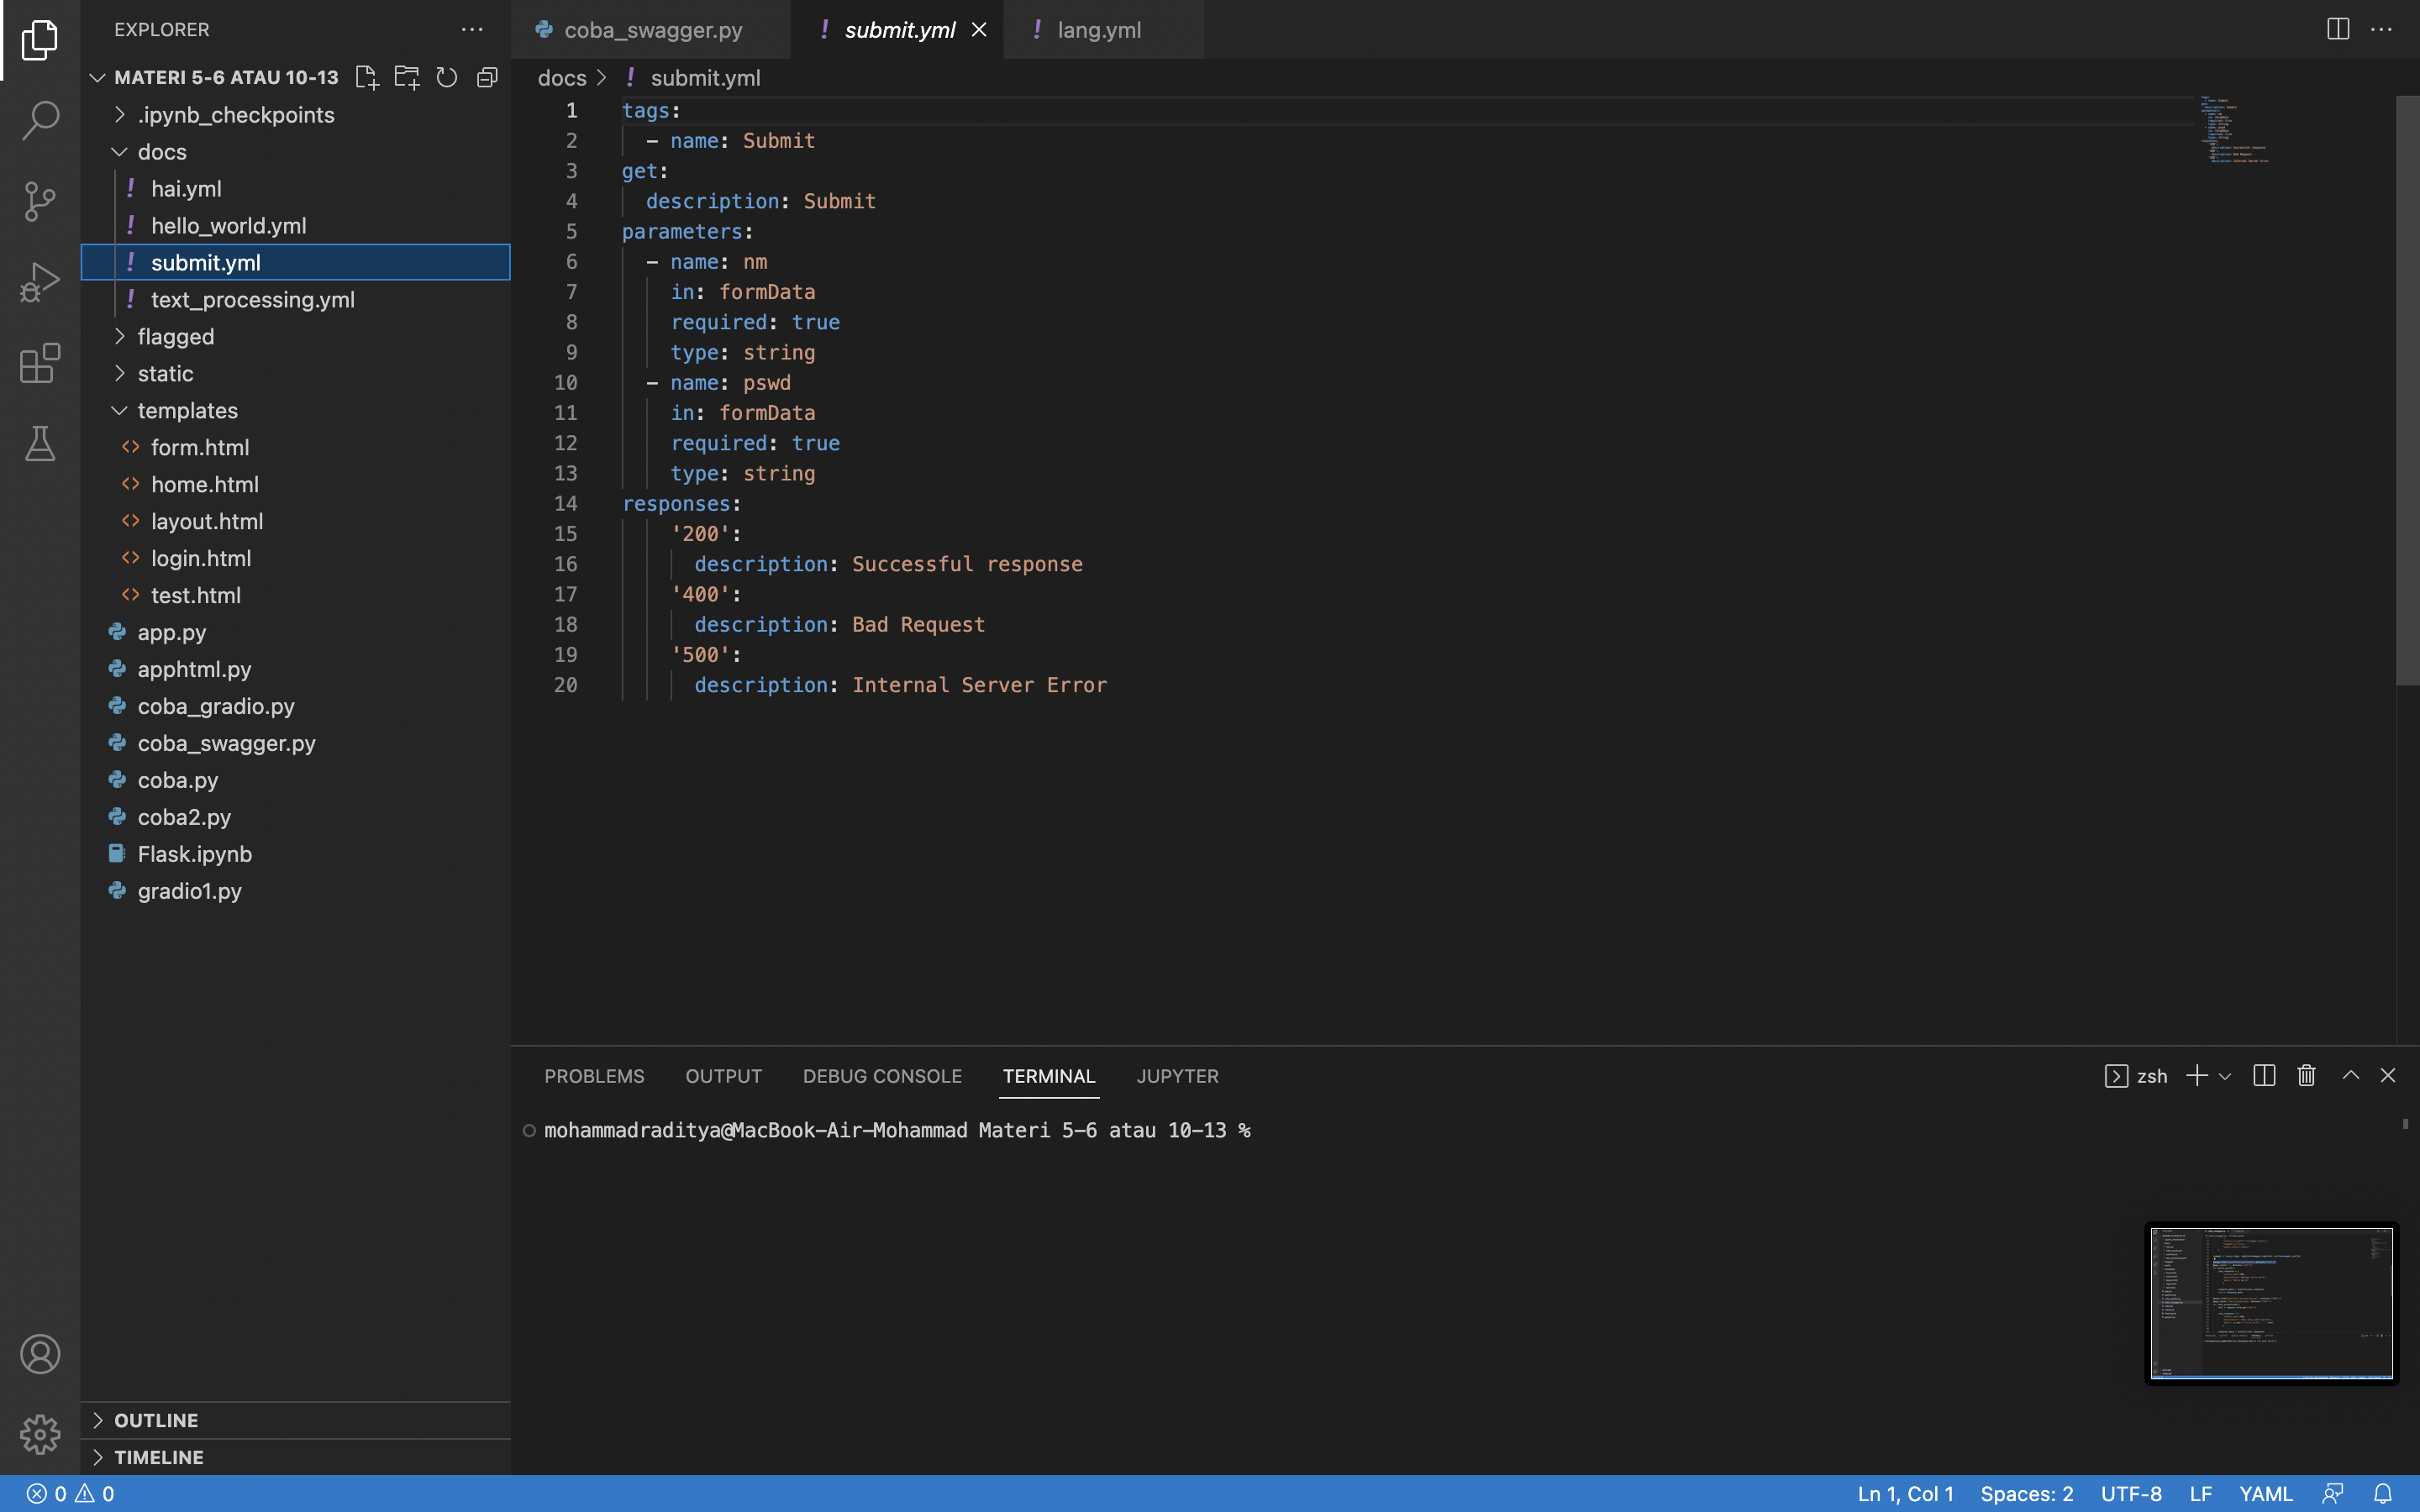 EXPLORER
MATERI 5-6 ATAU 10-13
.ipynb_checkpoints
docs
hai.yml
hello_world.yml
submit.yml
text_processing.yml
flagged
static
templates
form.html
home.html
layout.html
login.html
test.html
app.py
apphtml.py
coba_gradio.py
coba_swagger.py
coba.py
coba2.py
Flask.ipynb
gradio1.py
OUTLINE
TIMELINE
coba_swagger.py ! submit.yml ! lang.yml
docs > ! submit.yml
1 tags:
2   - name: Submit
3 get:
4   description: Submit
5 parameters:
6   - name: nm
7     in: formData
8     required: true
9     type: string
10   - name: pswd
11     in: formData
12     required: true
13     type: string
14 responses:
15     '200':
16       description: Successful response
17     '400':
18       description: Bad Request
19     '500':
20       description: Internal Server Error
PROBLEMS OUTPUT DEBUG CONSOLE TERMINAL JUPYTER zsh
mohammadraditya@MacBook-Air-Mohammad Materi 5-6 atau 10-13 %
0 0 Ln 1, Col 1 Spaces: 2 UTF-8 LF YAML